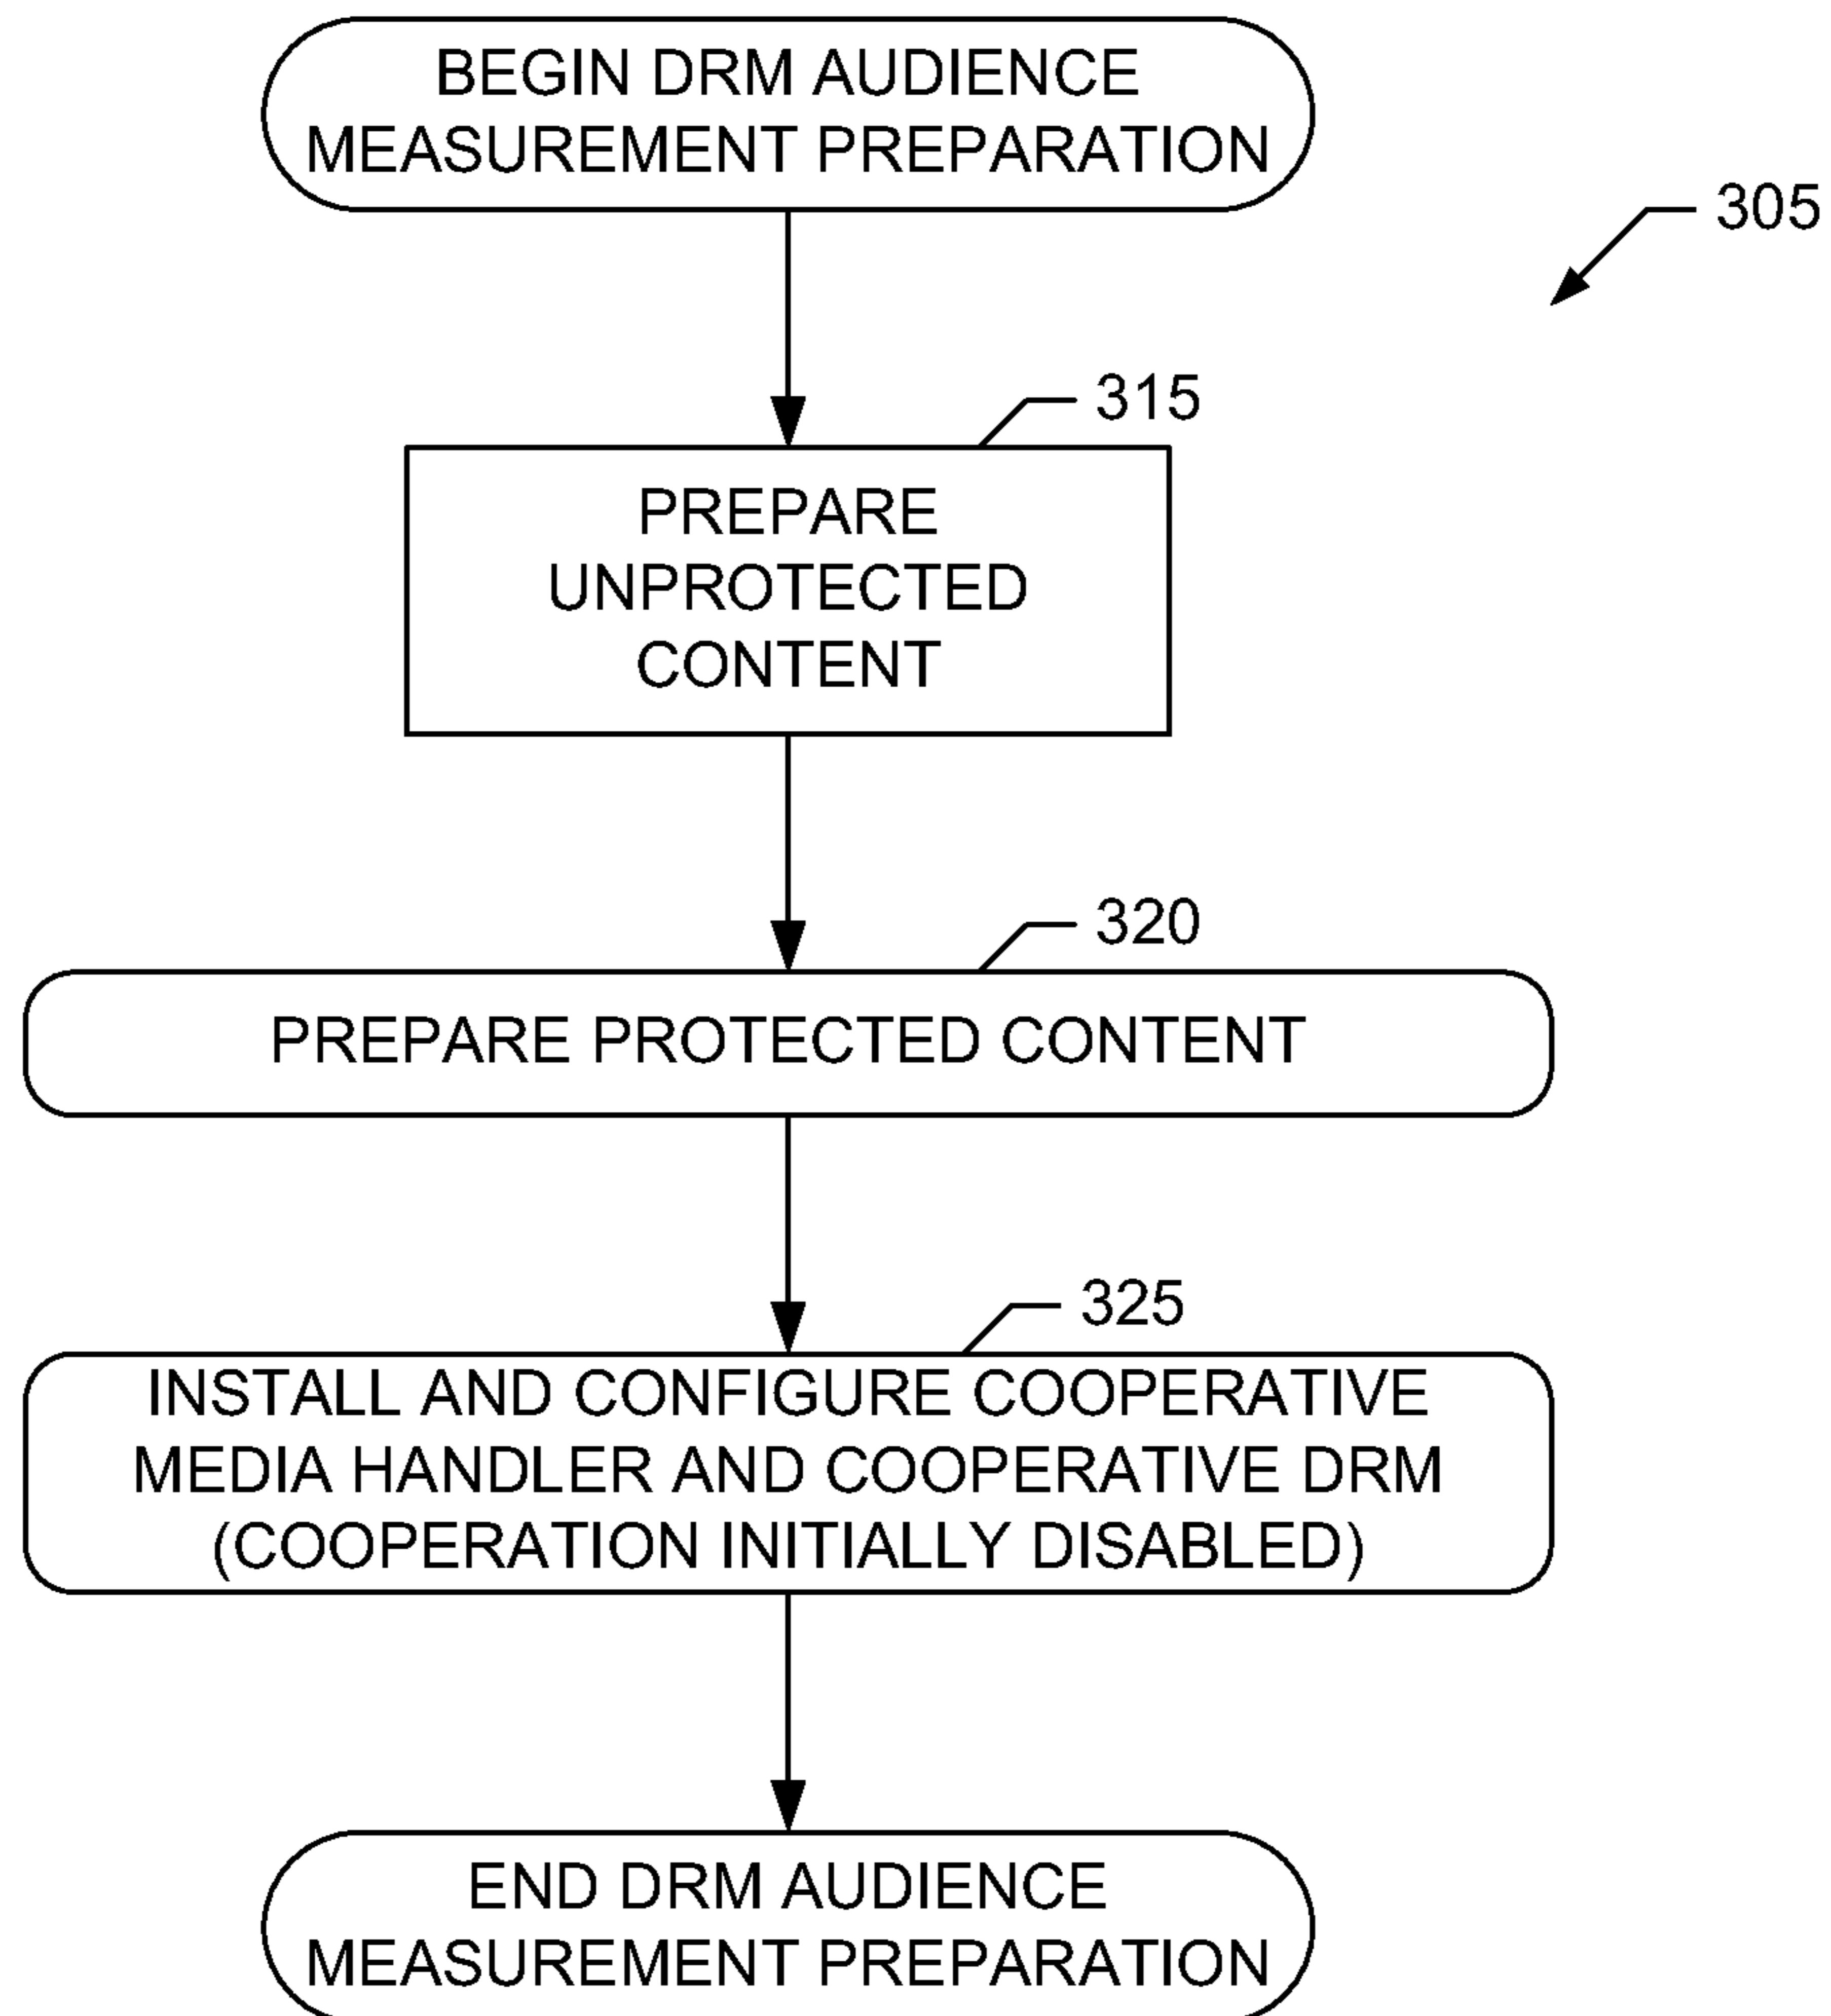 BEGIN DRM AUDIENCE
MEASUREMENT PREPARATION
305
315
PREPARE
UNPROTECTED
CONTENT
320
PREPARE PROTECTED CONTENT
325
INSTALL AND CONFIGURE COOPERATIVE
MEDIA HANDLER AND COOPERATIVE DRM
(COOPERATION INITIALLY DISABLED)
END DRM AUDIENCE
MEASUREMENT PREPARATION